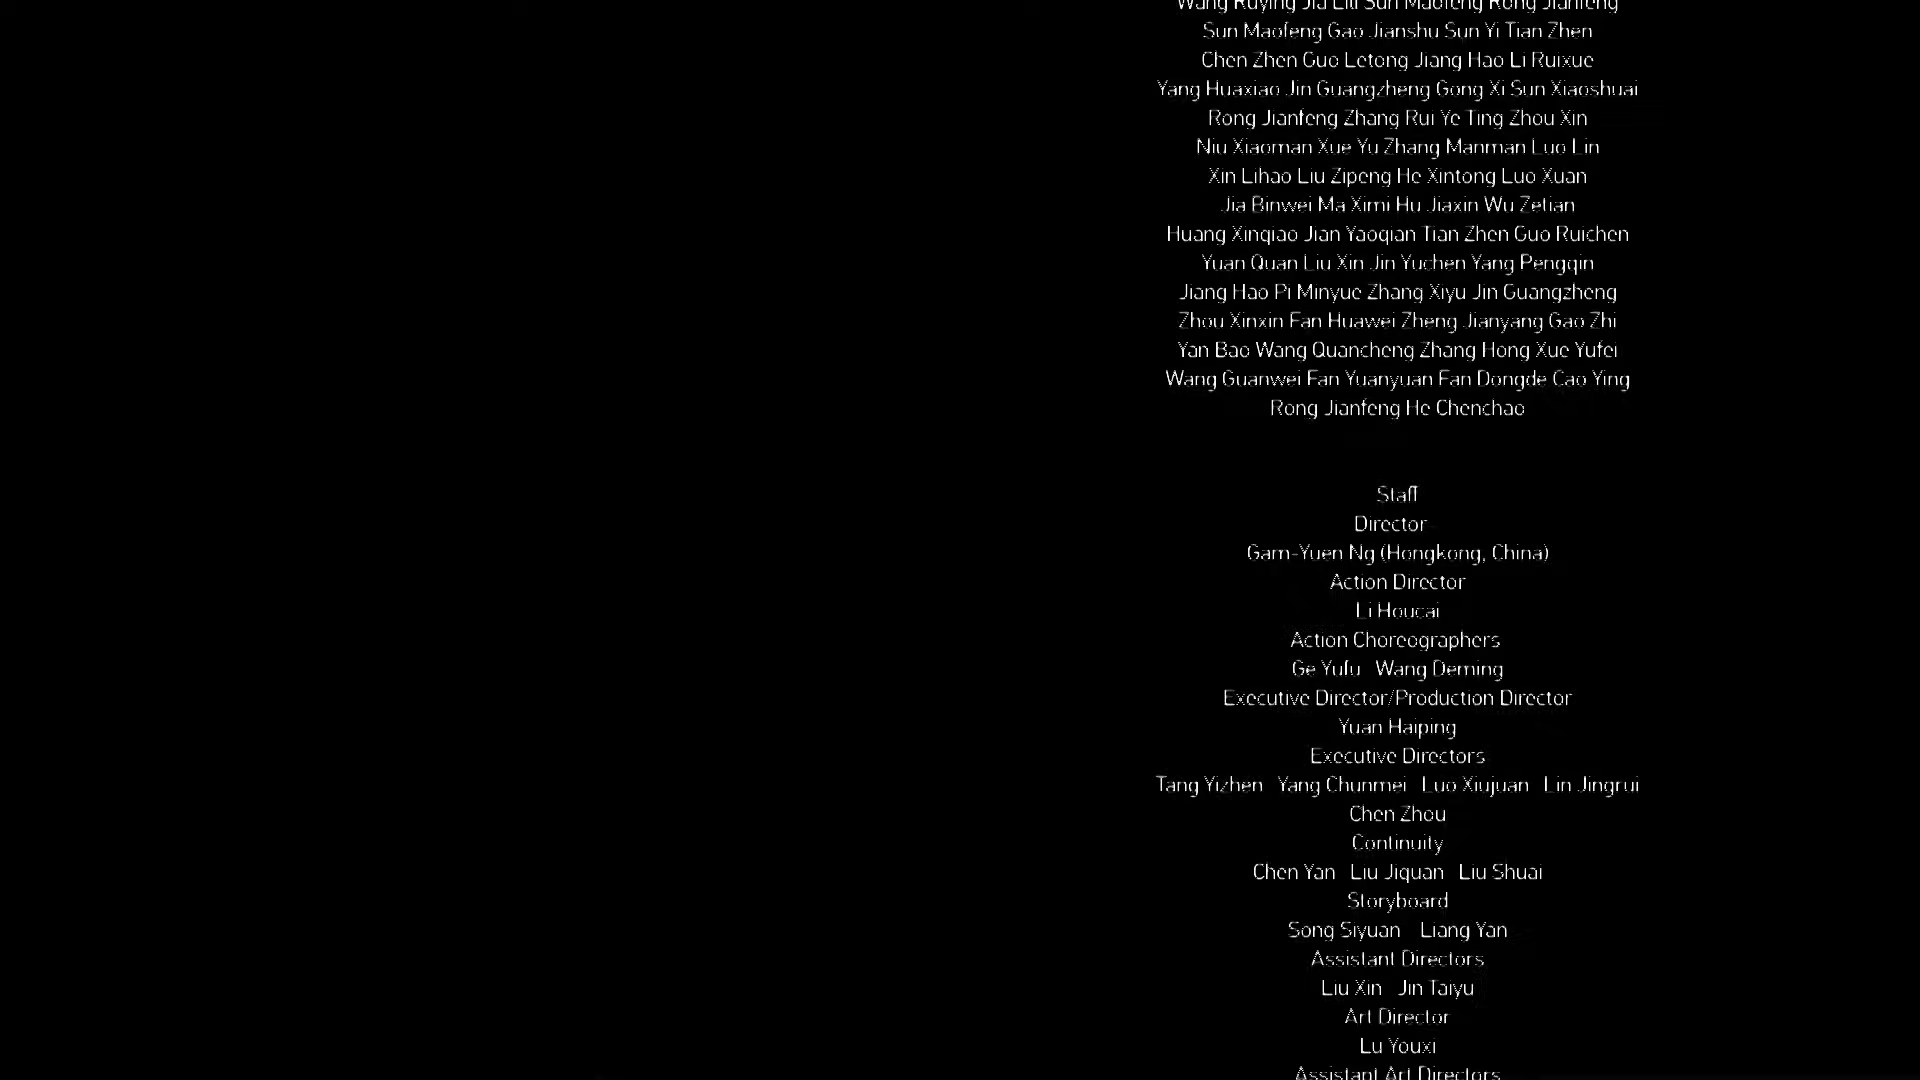 Wang Ruying Jia Lili Sun Maofeng Rong Jianfeng
Sun Maofeng Gao Jianshu Sun Yi Tian Zhen
Chen Zhen Guo Letong Jiang Hao Li Ruixue
Yang Huaxiao Jin Guangzheng Gong Xi Sun Xiaoshuai
Rong Jianfeng Zhang Rui Ye Ting Zhou Xin
Niu Xiaoman Xue Yu Zhang Manman Luo Lin
Xin Lihao Liu Zipeng He Xintong Luo Xuan
Jia Binwei Ma Ximi Hu Jiaxin Wu Zetian
Huang Xinqiao Jian Yaoqian Tian Zhen Guo Ruichen
Yuan Quan Liu Xin Jin Yuchen Yang Pengqin
Jiang Hao Pi Minyue Zhang Xiyu Jin Guangzheng
Zhou Xinxin Fan Huawei Zheng Jianyang Gao Zhi
Yan Bao Wang Quancheng Zhang Hong Xue Yufei
Wang Guanwei Fan Yuanyuan Fan Dongde Cao Ying
Rong Jianfeng He Chenchao
Staff
Director
Gam-Yuen Ng (Hongkong, China)
Action Director
Li Houcai
Action Choreographers
Ge Yufu Wang Deming
Executive Director/Production Director
Yuan Haiping
Executive Directors
Tang Yizhen Yang Chunmei Luo Xiujuan Lin Jingrui
Chen Zhou
Continuity
Chen Yan Liu Jiquan Liu Shuai
Storyboard
Song Siyuan Liang Yan
Assistant Directors
Liu Xin Jin Taiyu
Art Director
Lu Youxi
Assistant Art Directors